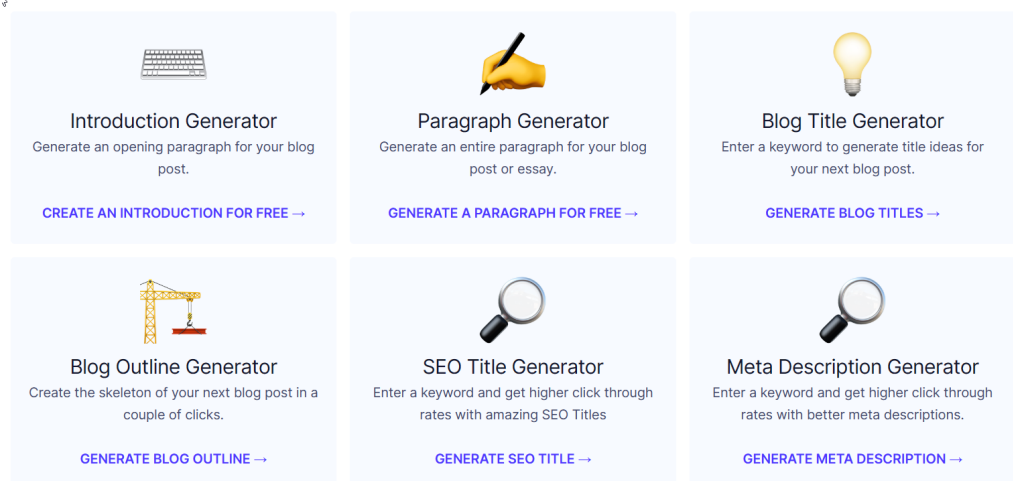 Introduction Generator
Generate an opening paragraph for your blog
post.
CREATE AN INTRODUCTION FOR FREE →
Paragraph Generator
Generate an entire paragraph for your blog
post or essay.
GENERATE A PARAGRAPH FOR FREE →
Blog Title Generator
Enter a keyword to generate title ideas for
your next blog post.
GENERATE BLOG TITLES →
Blog Outline Generator
Create the skeleton of your next blog post in a
couple of clicks.
GENERATE BLOG OUTLINE →
SEO Title Generator
Enter a keyword and get higher click through
rates with amazing SEO Titles
GENERATE SEO TITLE →
Meta Description Generator
Enter a keyword and get higher click through
rates with better meta descriptions.
GENERATE META DESCRIPTION →